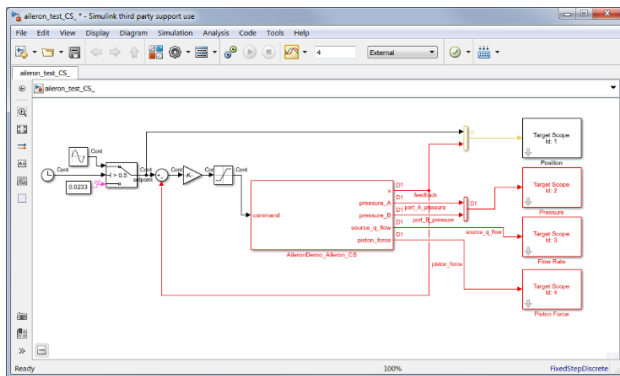 aileron_test_CS_ * - Simulink third party support use
File Edit View Display Diagram Simulation Analysis Code Tools Help
4
External
aileron_test_CS_
aileron_test_CS_
Cont
Cont
Cont
Cont
Cont
-K-
0.0233
setpoint
command
s
pressure_A
pressure_B
source_q_flow
piston_force
AileronDemo_Aileron_CS
D1
feedback
D1
port_A_pressure
D1
port_B_pressure
D1
D1
D1
source_q_flow
piston_force
Target Scope
Id: 1
Position
Target Scope
Id: 2
Pressure
Target Scope
Id: 3
Flow Rate
Target Scope
Id: 4
Piston Force
Ready
100%
FixedStepDiscrete